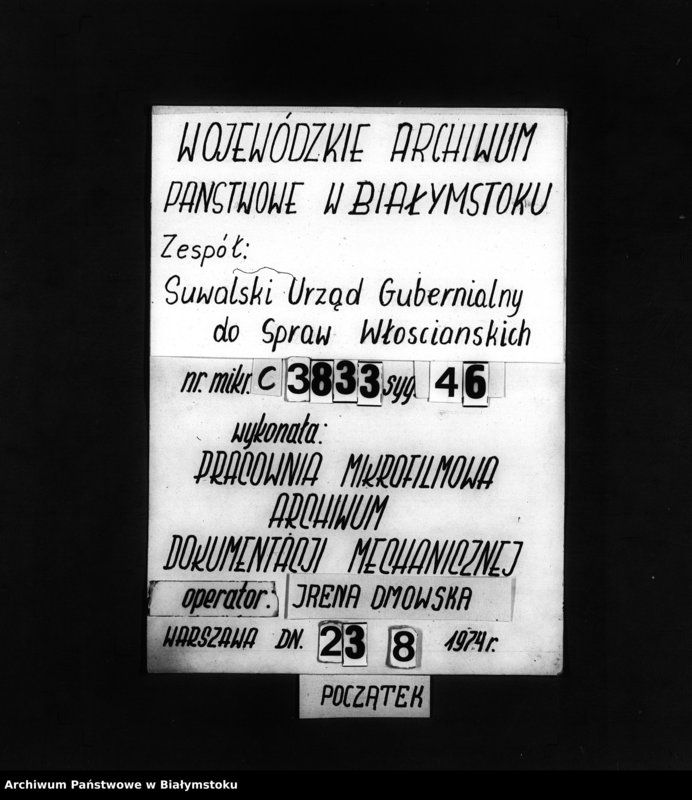 WOJEWÓDZKIE ARCHIWUM
PANSTWOWE W BIAŁYMSTOKU
Zespół:
Suwalski Urząd Gubernialny
do Spraw Włoscianskich
nr. mikr. C 3833 syg. 46
wykonała:
PRACOWNIA MIKROFILMOWA
ARCHIWUM
DOKUMENTACJI MECHANICZNEJ
operator: IRENA DMOWSKA
WARSZAWA DN. 23 8 1974 r.
POCZĄTEK
Archiwum Państwowe w Białymstoku